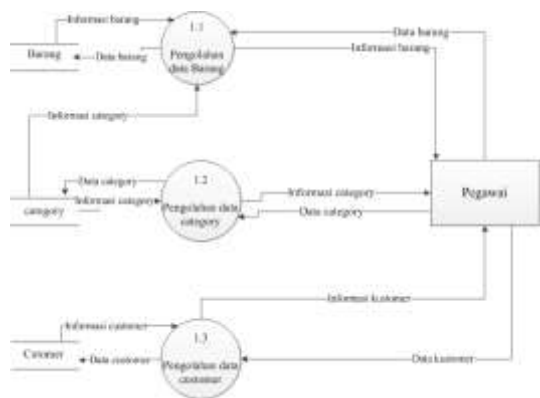 Informasi barang
1.1
Data barang
Barang
Data barang
Pengolahan
data Barang
Informasi barang
Informasi category
1.2
Data category
Informasi category
Informasi category
Pegawai
category
Pengolahan data
category
Data category
Informasi kustomer
Informasi customer
1.3
Data customer
Data kustomer
Pengolahan data
customer